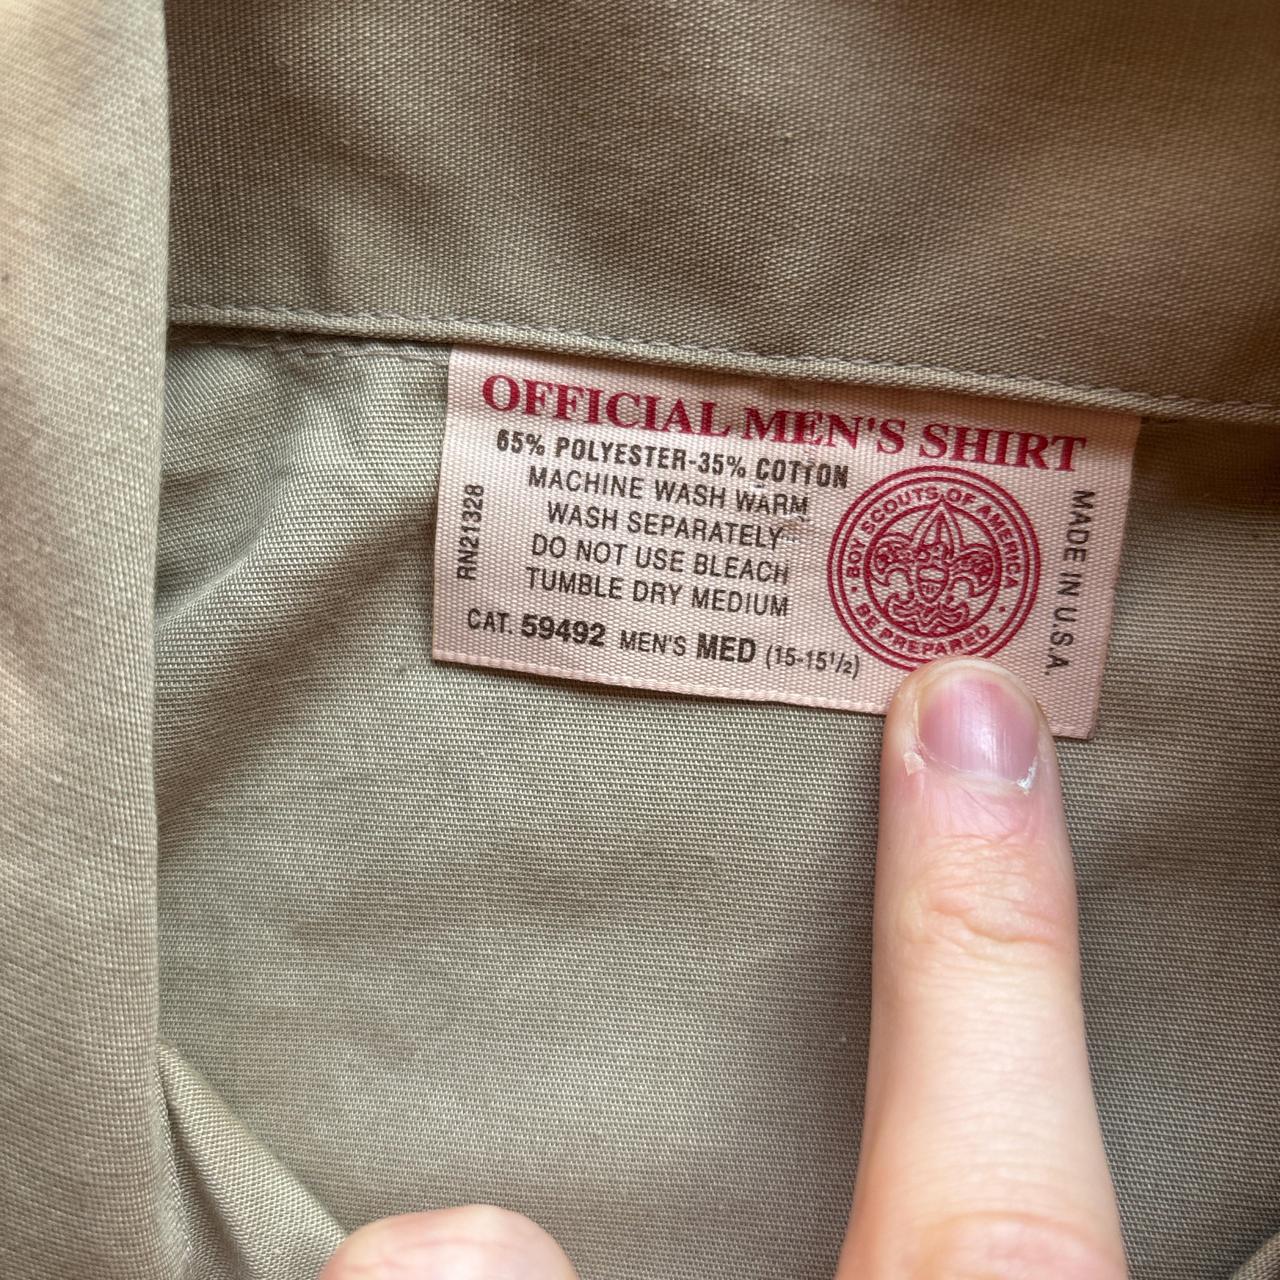 OFFICIAL MEN'S SHIRT
65% POLYESTER-35% COTTON
MACHINE WASH WARM
WASH SEPARATELY
DO NOT USE BLEACH
TUMBLE DRY MEDIUM
CAT. 59492 MEN'S MED (15-15½)
RN21328
BOY SCOUTS OF AMERICA
BE PREPARED
MADE IN U.S.A.